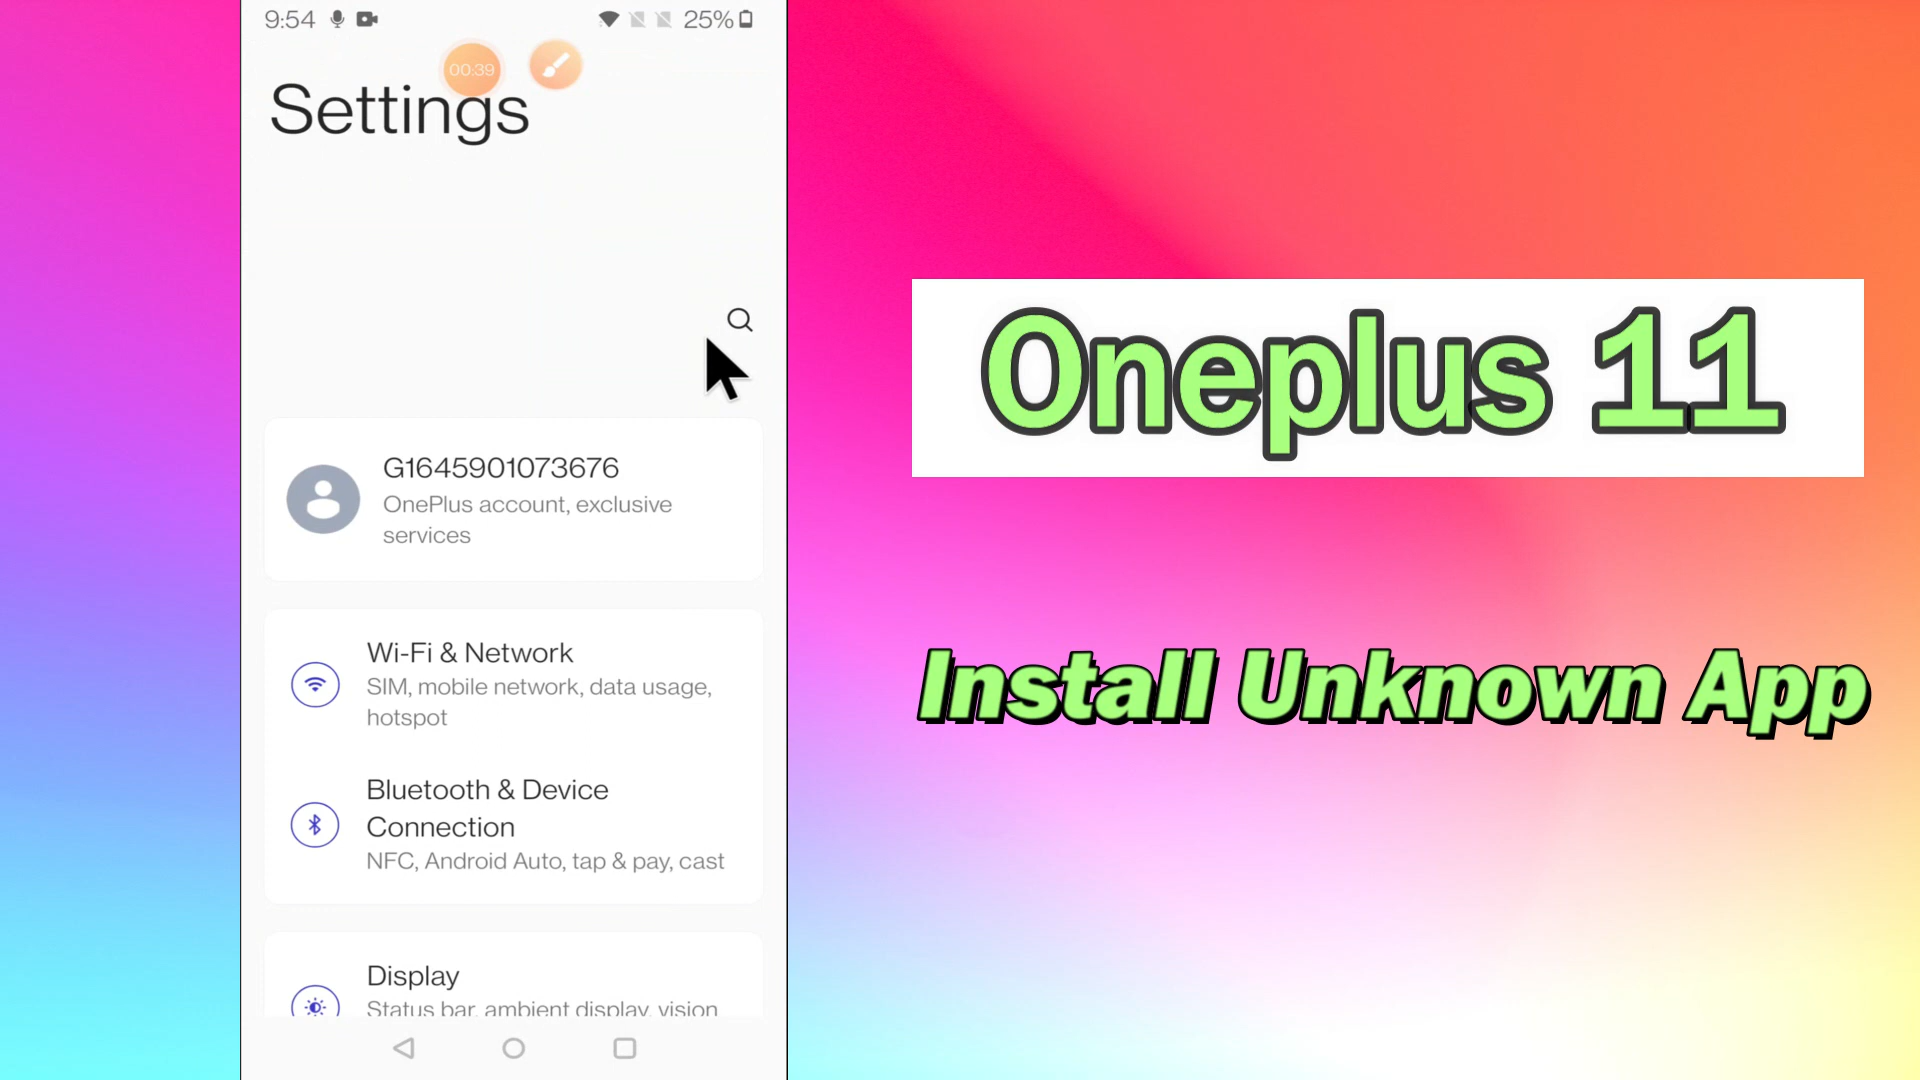 9:54
25%
00:39
Settings
G1645901073676
OnePlus account, exclusive
services
Wi-Fi & Network
SIM, mobile network, data usage,
hotspot
Bluetooth & Device
Connection
NFC, Android Auto, tap & pay, cast
Display
Status bar, ambient display, vision
Oneplus 11
Install Unknown App